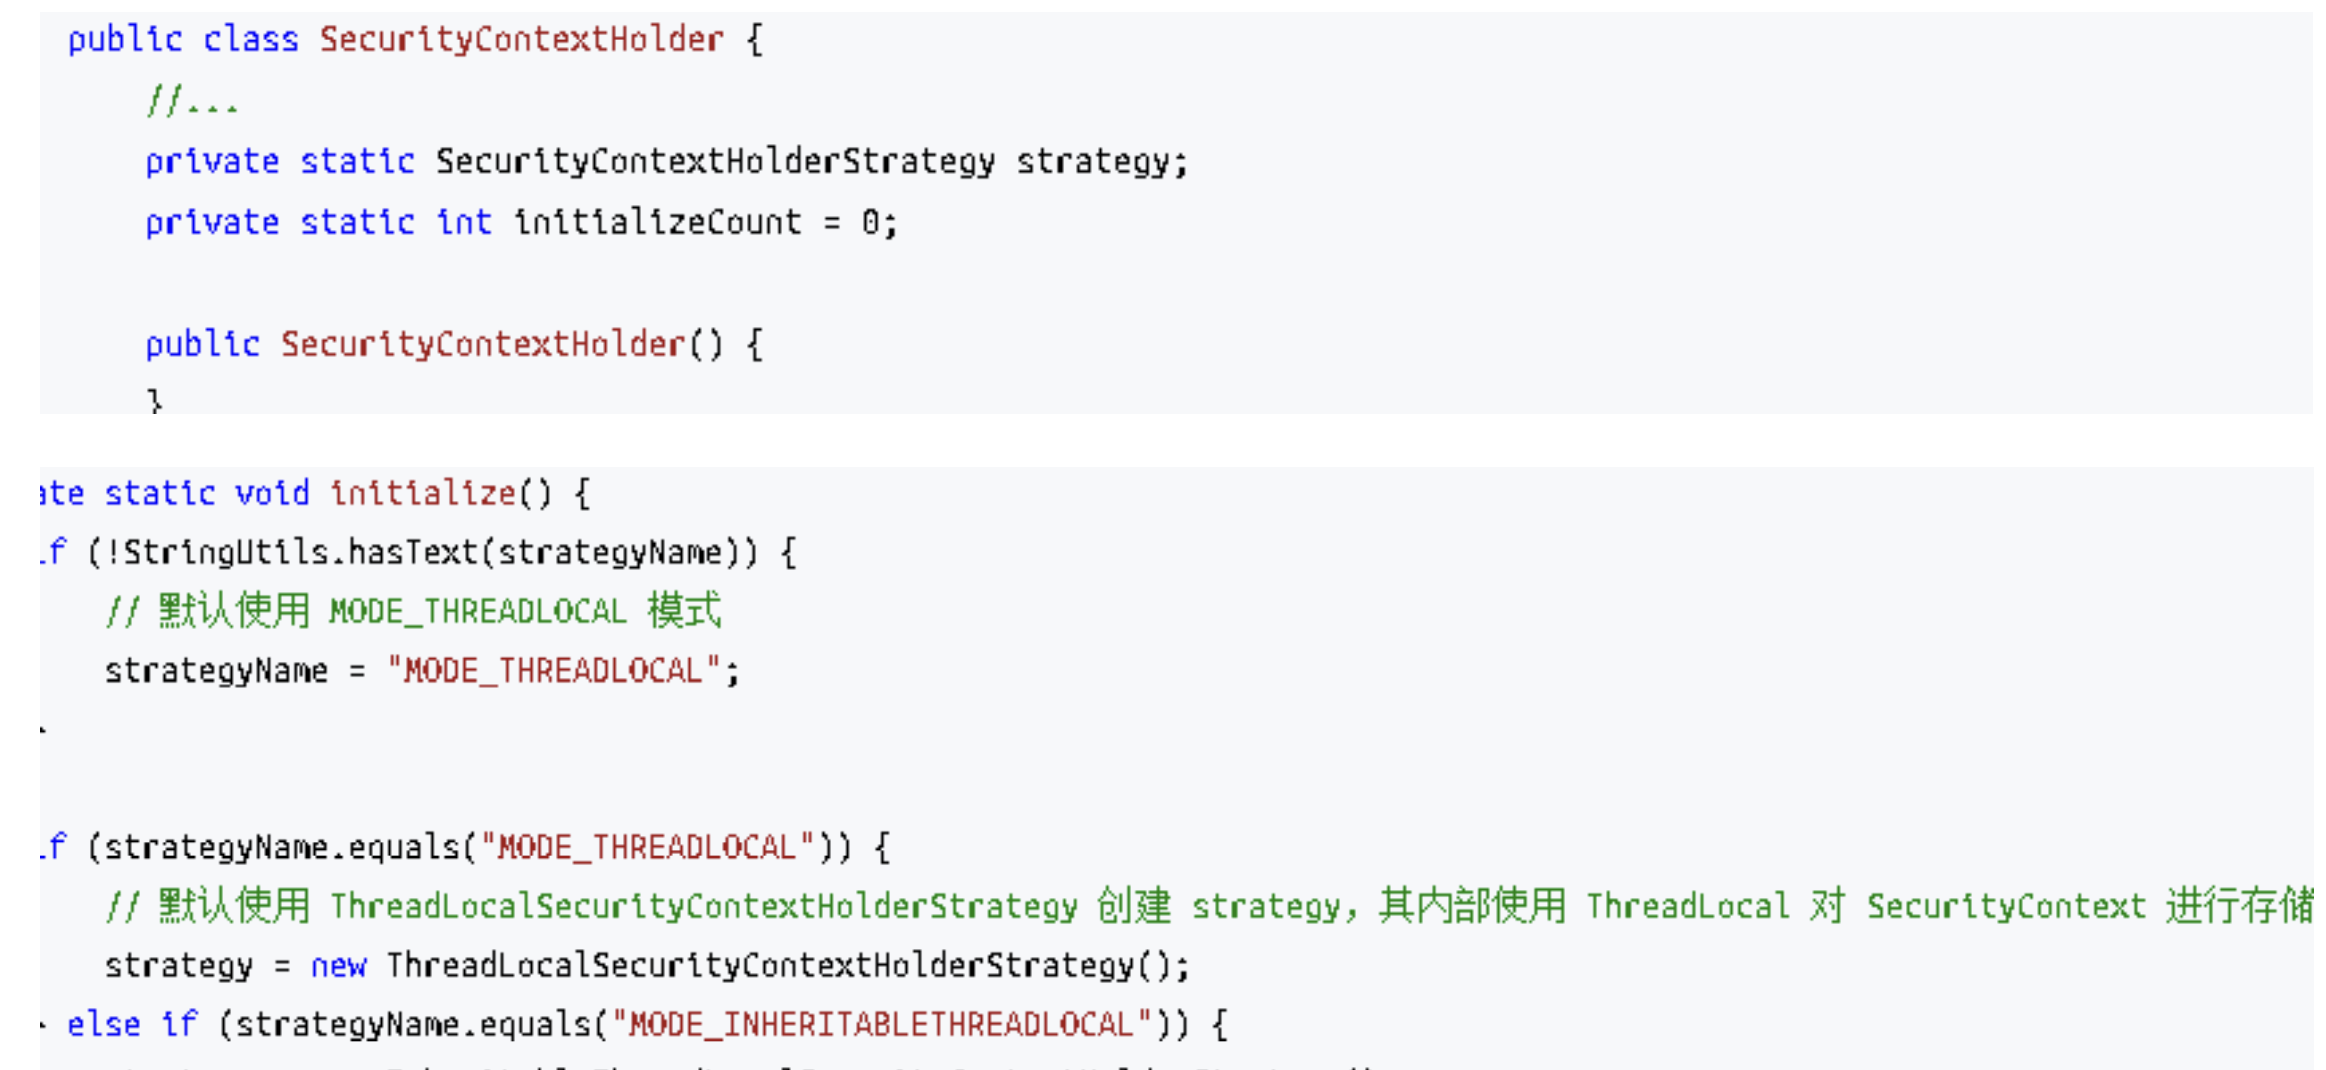 public class SecurityContextHolder {
//...
private static SecurityContextHolderStrategy strategy;
private static int initializeCount = 0;
public SecurityContextHolder() {
}
ate static void initialize() {
if (!StringUtils.hasText(strategyName)) {
// 默认使用 MODE_THREADLOCAL 模式
strategyName = "MODE_THREADLOCAL";
if (strategyName.equals("MODE_THREADLOCAL")) {
// 默认使用 ThreadLocalSecurityContextHolderStrategy 创建 strategy，其内部使用 ThreadLocal 对 SecurityContext 进行存储
strategy = new ThreadLocalSecurityContextHolderStrategy();
else if (strategyName.equals("MODE_INHERITABLETHREADLOCAL")) {